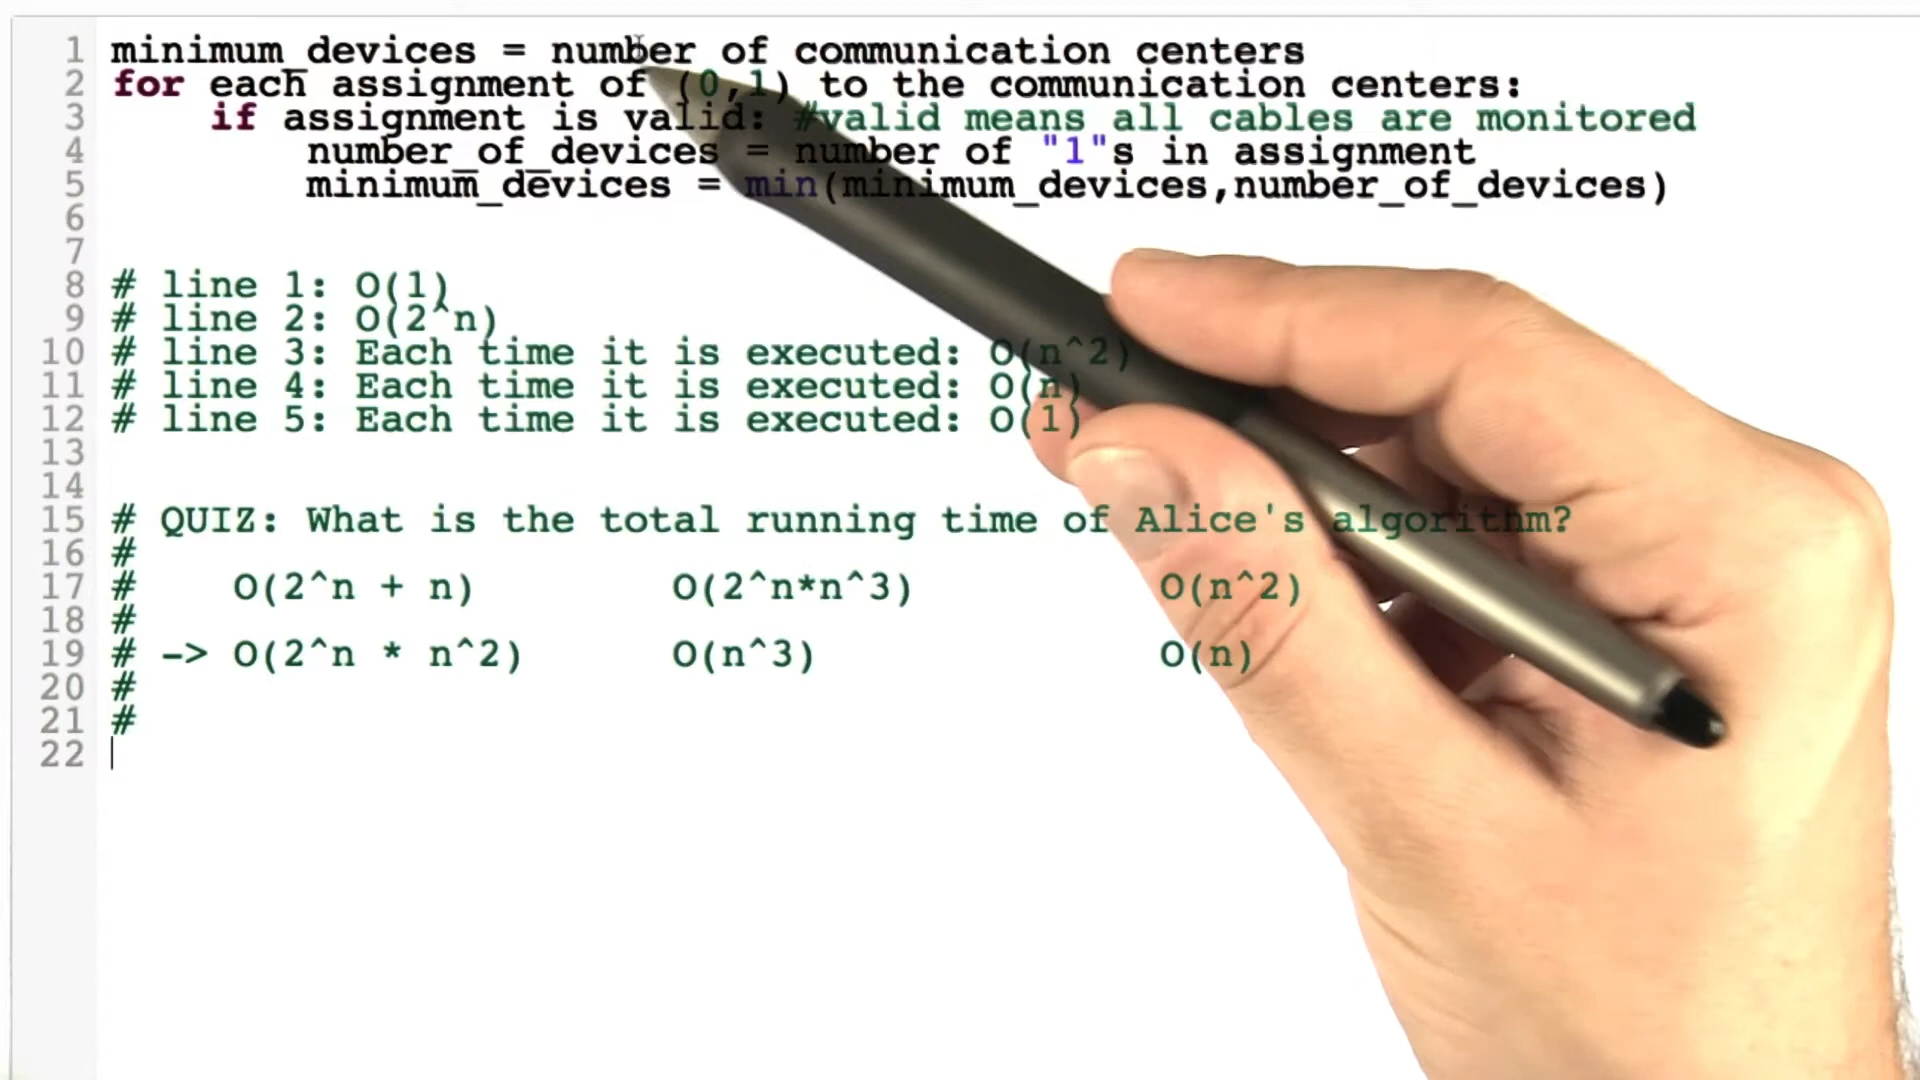 1 minimum_devices = number of communication centers
2 for each assignment of (0,1) to the communication centers:
3 if assignment is valid: #valid means all cables are monitored
4 number_of_devices = number of "1"s in assignment
5 minimum_devices = min(minimum_devices,number_of_devices)
6
7
8 # line 1: O(1)
9 # line 2: O(2^n)
10 # line 3: Each time it is executed: O(n^2)
11 # line 4: Each time it is executed: O(n)
12 # line 5: Each time it is executed: O(1)
13
14
15 # QUIZ: What is the total running time of Alice's algorithm?
16 #
17 # O(2^n + n) O(2^n*n^3) O(n^2)
18 #
19 # -> O(2^n * n^2) O(n^3) O(n)
20 #
21 #
22